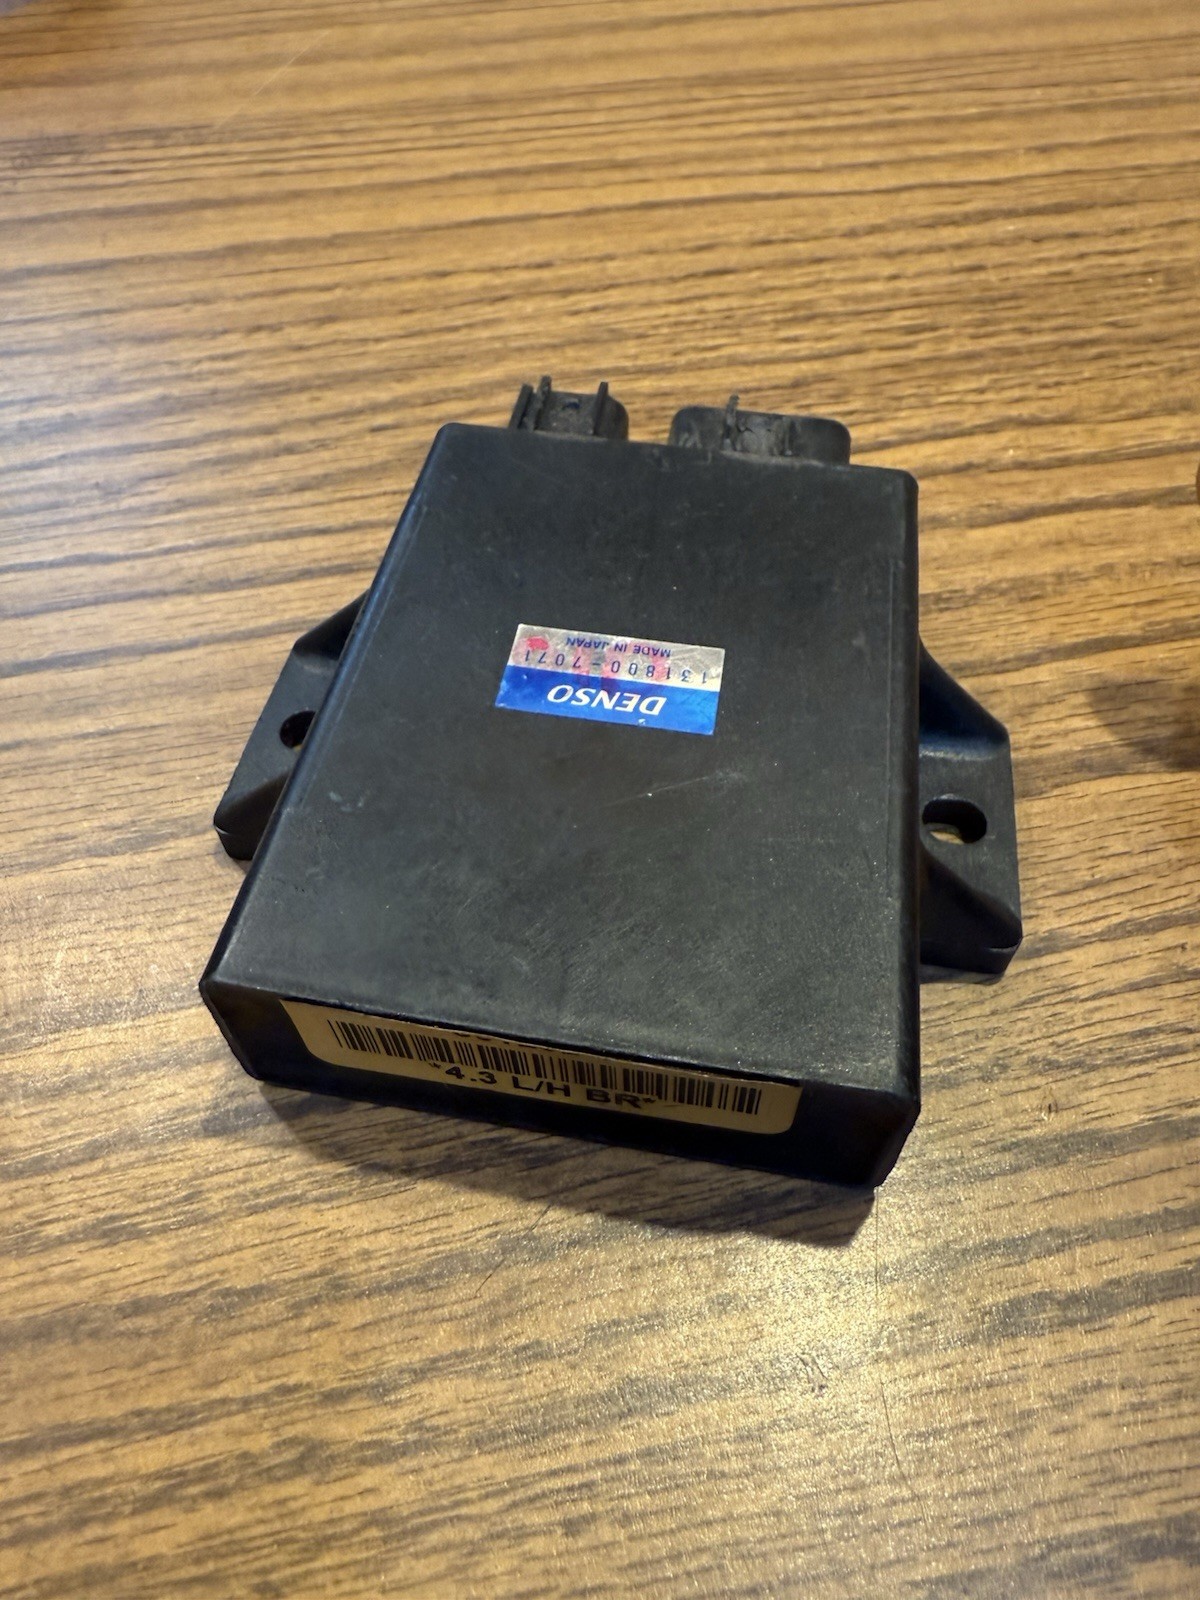 DENSO
131800-7071
MADE IN JAPAN
*4.3 L/H BR*